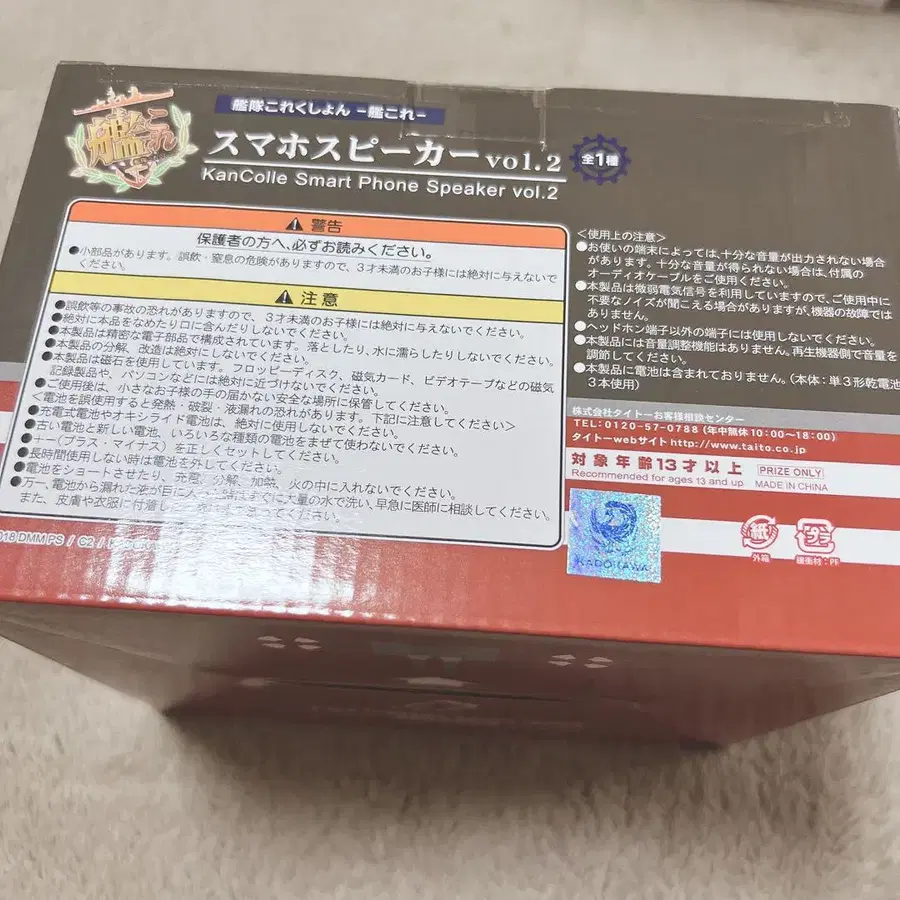 艦これ
艦隊これくしょん -艦これ-
スマホスピーカー vol.2
全1種
KanColle Smart Phone Speaker vol.2
警告
保護者の方へ、必ずお読みください。
●小部品があります。誤飲・窒息の危険がありますので、3才未満のお子様には絶対に与えないで
ください。
注意
●誤飲等の事故の恐れがありますので、3才未満のお子様には絶対に与えないでください。
●絶対に本品をなめたり口に含んだりしないでください。
●本製品は精密な電子部品で構成されています。落としたり、水に濡らしたりしないでください。
●本製品の分解、改造は絶対にしないでください。
●本製品は磁石を使用しています。フロッピーディスク、磁気カード、ビデオテープなどの磁気
記録製品や、パソコンなどには絶対に近づけないでください。
●ご使用後は、小さなお子様の手の届かない安全な場所に保管してください。
<電池を誤使用すると発熱・破裂・液漏れの恐れがあります。下記に注意してください>
●充電式電池やオキシライド電池は、絶対に使用しないでください。
●古い電池と新しい電池、いろいろな種類の電池をまぜて使わないでください。
●+-(プラス・マイナス)を正しくセットしてください。
●長時間使用しない時は電池を外してください。
●電池をショートさせたり、充電、分解、加熱、火の中に入れないでください。
●万一、電池から漏れた液が目に入った時はすぐに大量の水で洗い、早急に医師に相談してください。
また、皮膚や衣服に付着し
ってください。
018 DMM PS / C2 /
<使用上の注意>
●お使いの端末によっては、十分な音量が出力されない場合
があります。十分な音量が得られない場合は、付属の
オーディオケーブルをご使用ください。
●本製品は微弱電気信号を利用していますので、ご使用中に
不要なノイズが聞こえる場合がありますが、機器の故障では
ありません。
●ヘッドホン端子以外の端子には使用しないでください。
●本製品には音量調整機能はありません。再生機器側で音量を
調節してください。
●本製品に電池は含まれておりません。(本体:単3形乾電池
3本使用)
株式会社タイトーお客様相談センター
TEL:0120-57-0788 (年中無休10:00~18:00)
タイトーwebサイト http://www.taito.co.jp
対象年齢13才以上
PRIZE ONLY
Recommended for ages 13 and up
MADE IN CHINA
KADOKAWA
紙
外箱
プラ
緩衝材:PE